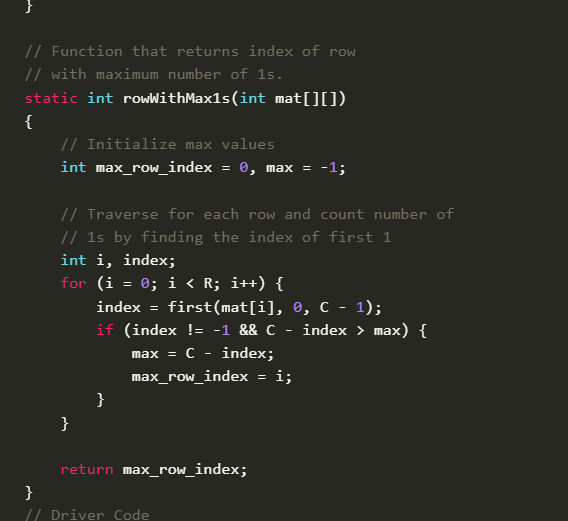 }
// Function that returns index of row
// with maximum number of 1s.
static int rowWithMax1s(int mat[][])
{
// Initialize max values
int max_row_index = 0, max = -1;
// Traverse for each row and count number of
// 1s by finding the index of first 1
int i, index;
for (i = 0; i < R; i++) {
index = first(mat[i], 0, C - 1);
if (index != -1 && C - index > max) {
max = C - index;
max_row_index = i;
}
}
return max_row_index;
}
// Driver Code